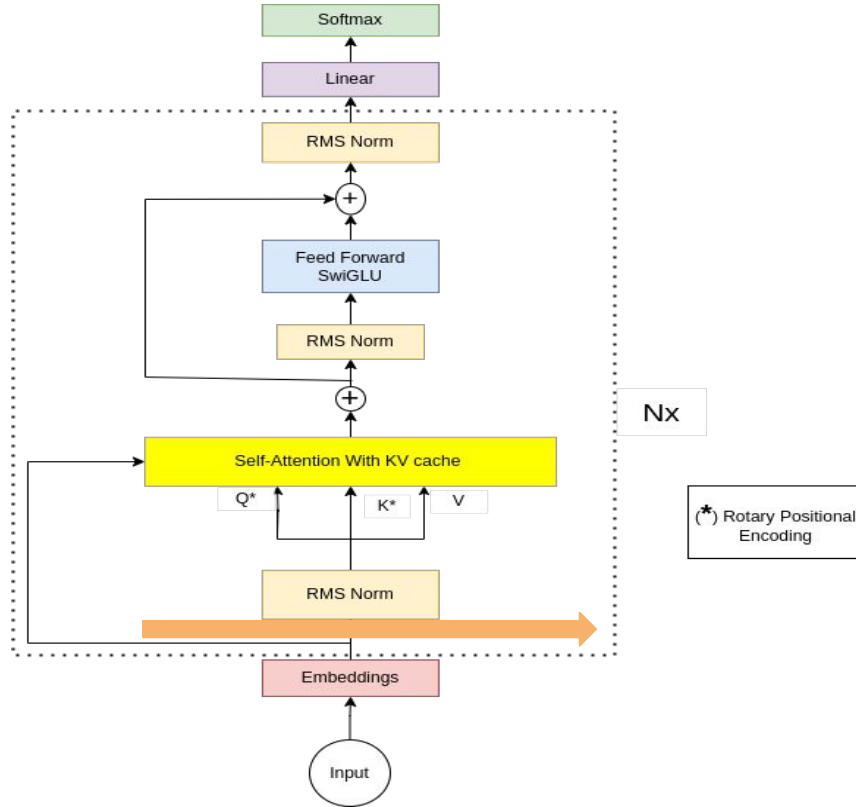 Softmax
Linear
RMS Norm
+
Feed Forward
SwiGLU
RMS Norm
+
Nx
Self-Attention With KV cache
Q*
K*
V
(*) Rotary Positional
Encoding
RMS Norm
Embeddings
Input